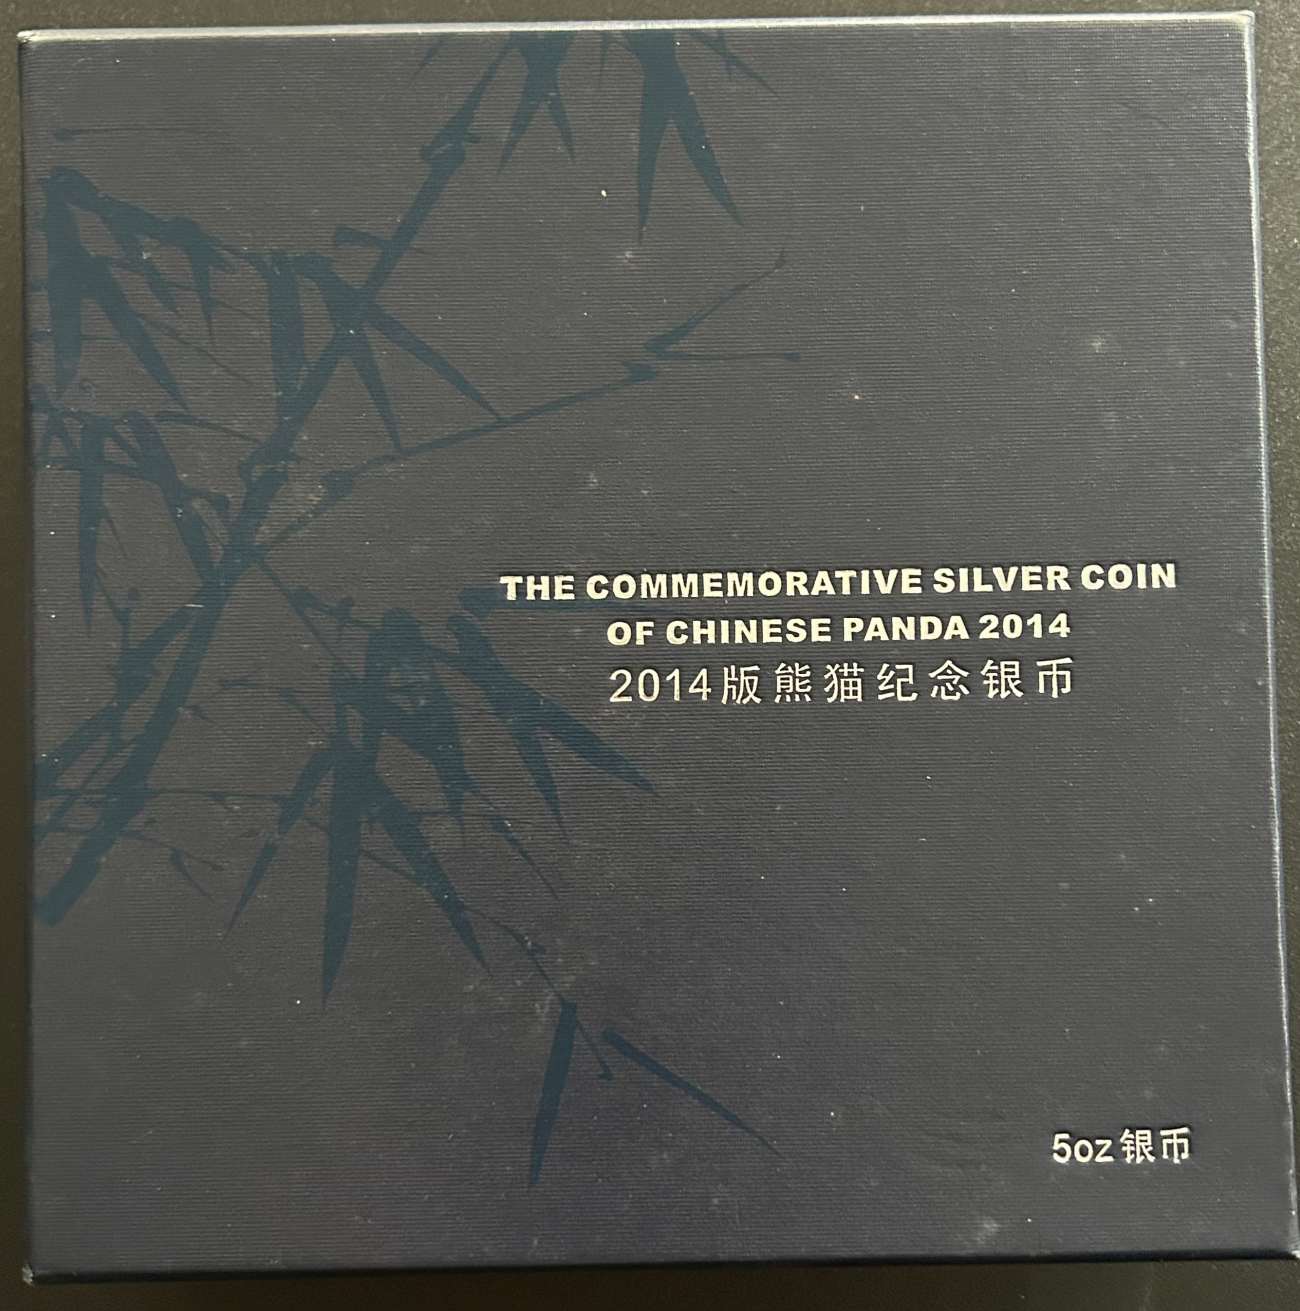 THE COMMEMORATIVE SILVER COIN
OF CHINESE PANDA 2014
2014版熊猫纪念银币
5oz银币